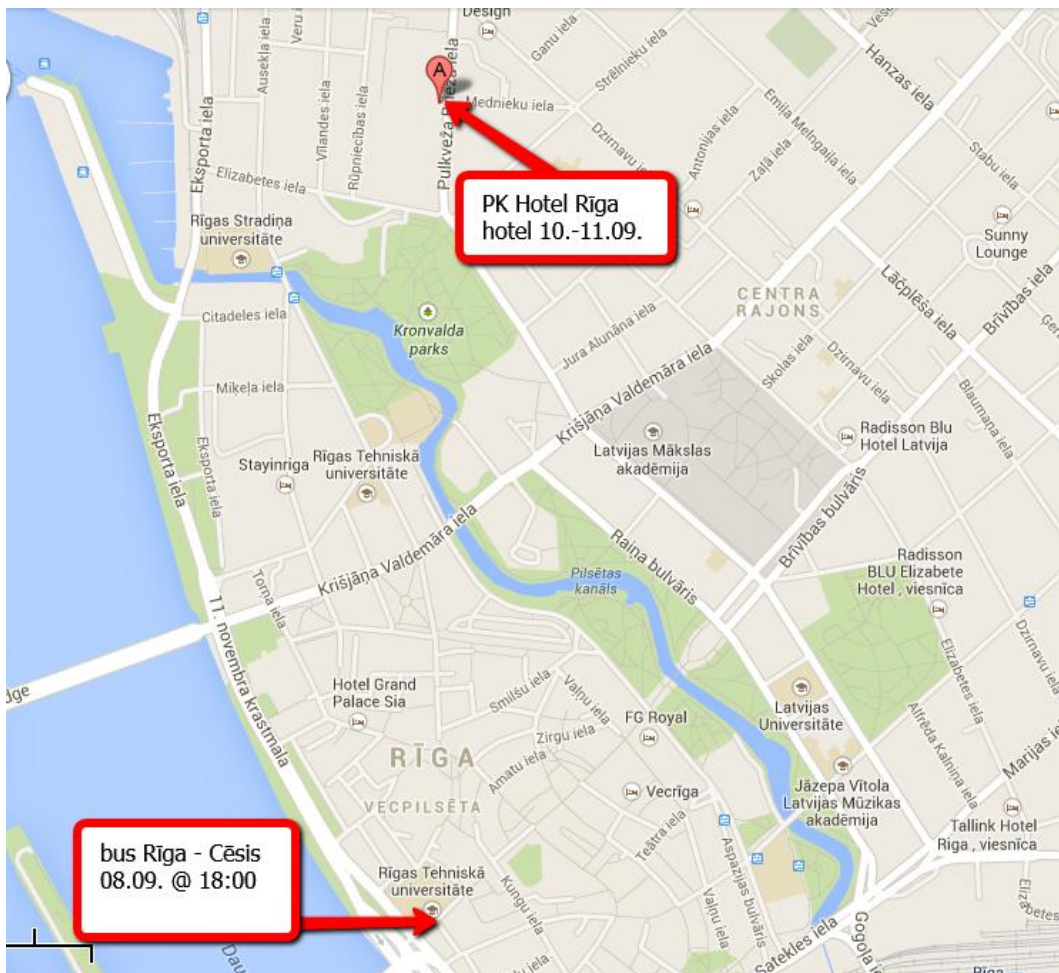 Design
Veru i
Ganu iela
Ausekļa iela
Strēlnieku iela
Hanzas iela
A
Mednieku iela
Eksporta iela
Vīlandes iela
Rūpniecības iela
Emīļa Melngaiļa iela
Antonijas iela
Zaļā iela
Stabu iela
Elizabetes iela
PK Hotel Rīga
hotel 10.-11.09.
Rīgas Stradiņa
universitāte
Sunny
Lounge
CENTRA
RAJONS
Lāčplēša iela
Brīvības iela
Citadeles iela
Kronvalda
parks
Jura Alunāna iela
Skolas iela
Dzirnavu iela
Miķeļa iela
Krišjāņa Valdemāra iela
Blaumaņa iela
Eksporta iela
Eksporta iela
Stayinriga
Rīgas Tehniskā
universitāte
Latvijas Mākslas
akadēmija
Radisson Blu
Hotel Latvija
Krišjāņa Valdemāra iela
Raiņa bulvāris
Brīvības bulvāris
Pilsētas
kanāls
Radisson
BLU Elizabete
Hotel , viesnīca
Torņa iela
11. novembra krastmala
Dzirnavu iela
Elizabetes iela
dge
Hotel Grand
Palace Sia
Smilšu iela
Vaļņu iela
FG Royal
Latvijas
Universitāte
Alfrēda Kalniņa iela
Marijas ie
Zirgu iela
RĪGA
Amatu iela
Vecrīga
Jāzepa Vītola
Latvijas Mūzikas
akadēmija
VECPILSĒTA
Teātra iela
Tallink Hotel
Riga , viesnīca
bus Rīga - Cēsis
08.09. @ 18:00
Rīgas Tehniskā
universitāte
Kungu iela
Vaļņu iela
Aspazijas bulvāris
Satekles iela
Gogoļa i
Elizabetes
Dau
Rīga